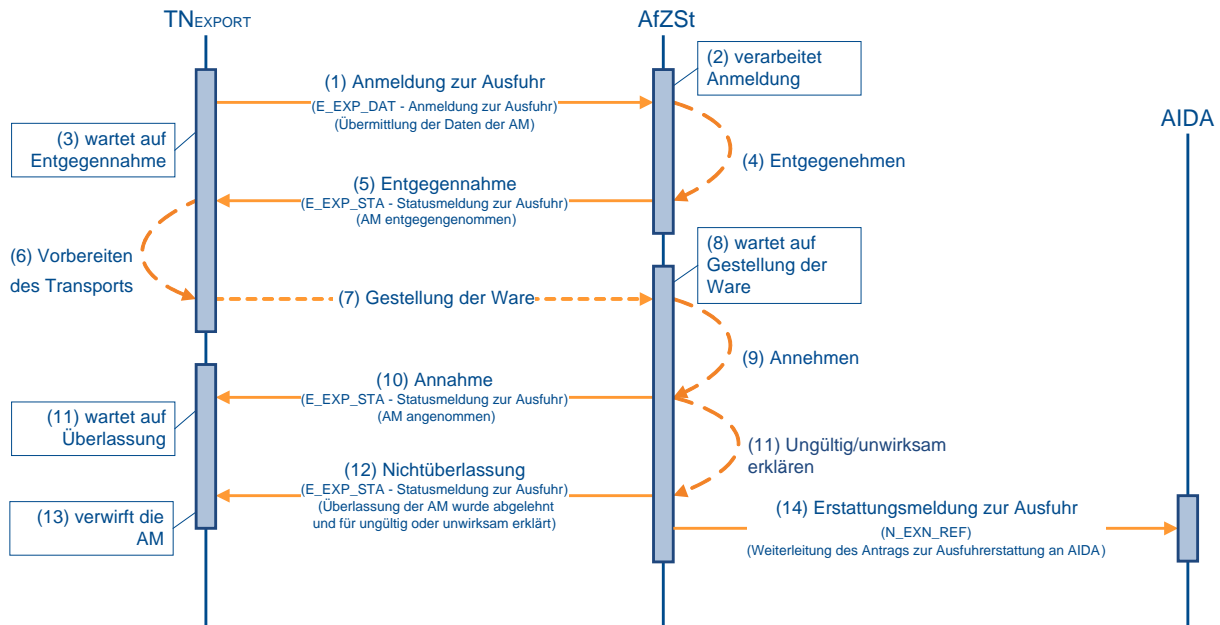 TNEXPORT
AfZSt
AIDA
(1) Anmeldung zur Ausfuhr
(E_EXP_DAT - Anmeldung zur Ausfuhr)
(Übermittlung der Daten der AM)
(2) verarbeitet
Anmeldung
(3) wartet auf
Entgegennahme
(4) Entgegenehmen
(5) Entgegennahme
(E_EXP_STA - Statusmeldung zur Ausfuhr)
(AM entgegengenommen)
(6) Vorbereiten
des Transports
(7) Gestellung der Ware
(8) wartet auf
Gestellung der
Ware
(9) Annehmen
(10) Annahme
(E_EXP_STA - Statusmeldung zur Ausfuhr)
(AM angenommen)
(11) wartet auf
Überlassung
(11) Ungültig/unwirksam
erklären
(12) Nichtüberlassung
(E_EXP_STA - Statusmeldung zur Ausfuhr)
(Überlassung der AM wurde abgelehnt
und für ungültig oder unwirksam erklärt)
(13) verwirft die
AM
(14) Erstattungsmeldung zur Ausfuhr
(N_EXN_REF)
(Weiterleitung des Antrags zur Ausfuhrerstattung an AIDA)